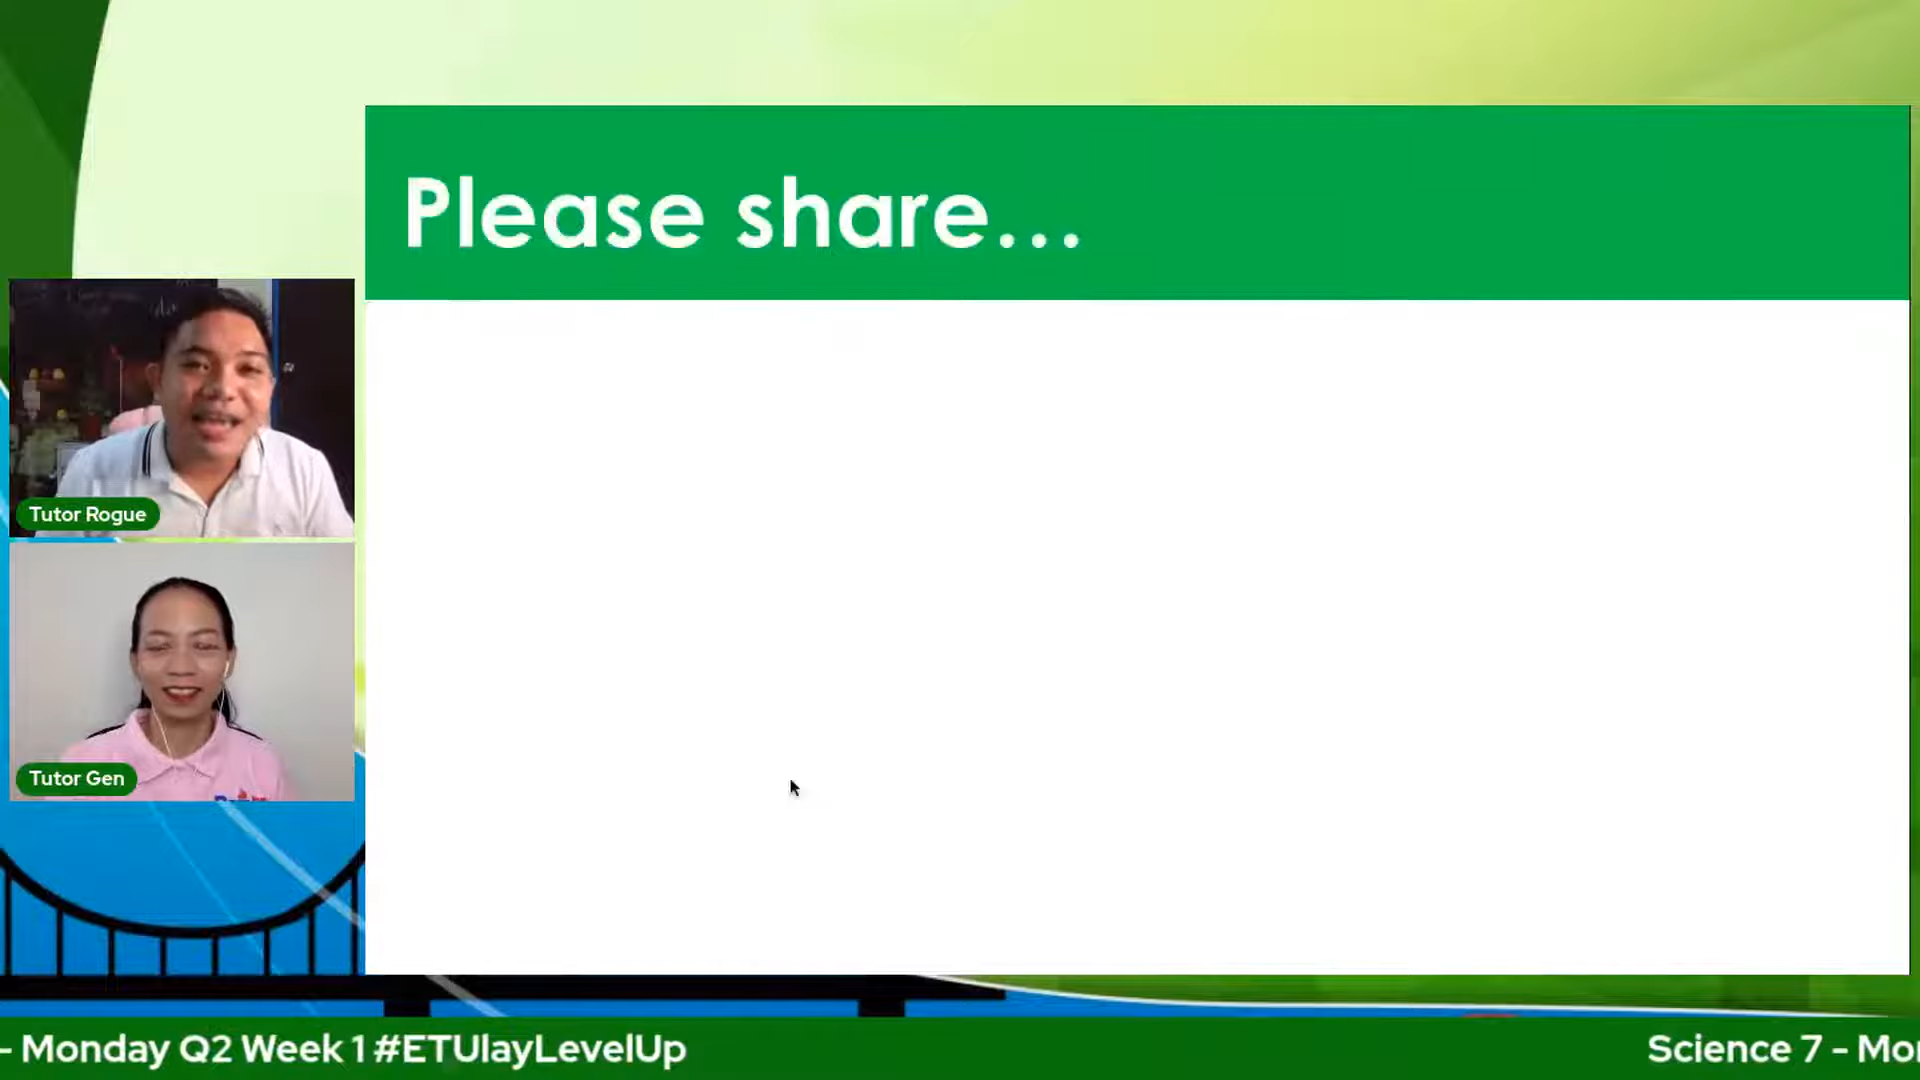 Please share...
Tutor Rogue
Tutor Gen
- Monday Q2 Week 1 #ETUlayLevelUp
Science 7 - Mo